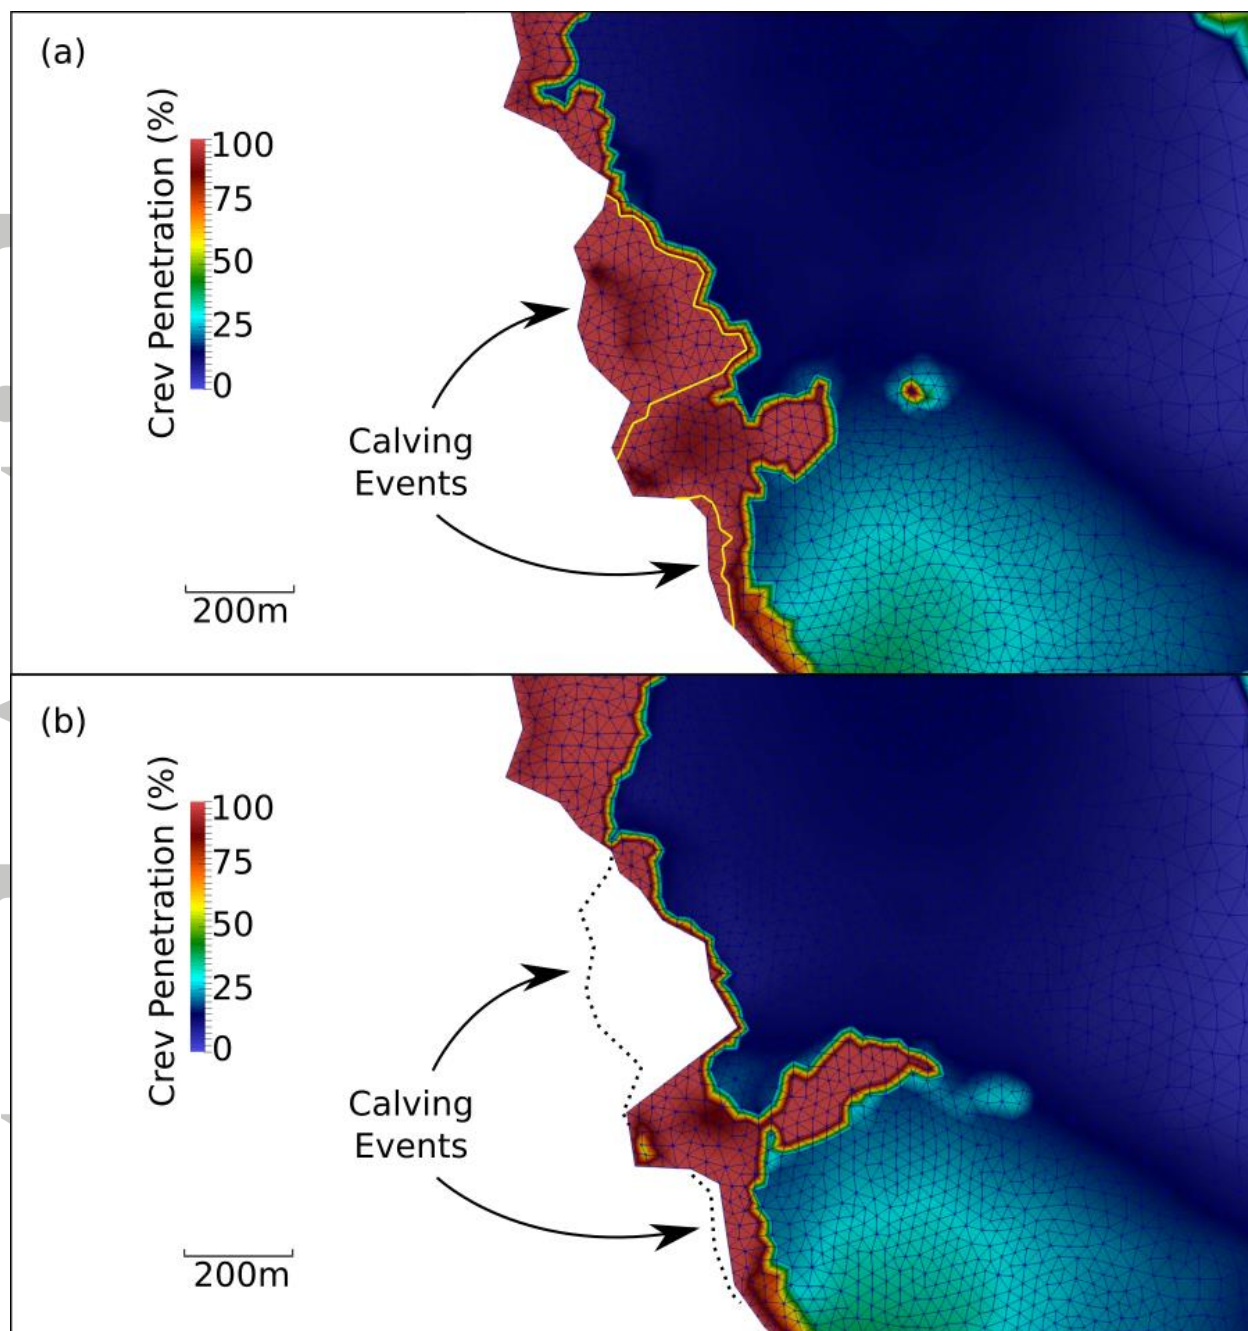 (a)
Crev Penetration (%)
100
75
50
25
0
Calving
Events
200m
(b)
Crev Penetration (%)
100
75
50
25
0
Calving
Events
200m